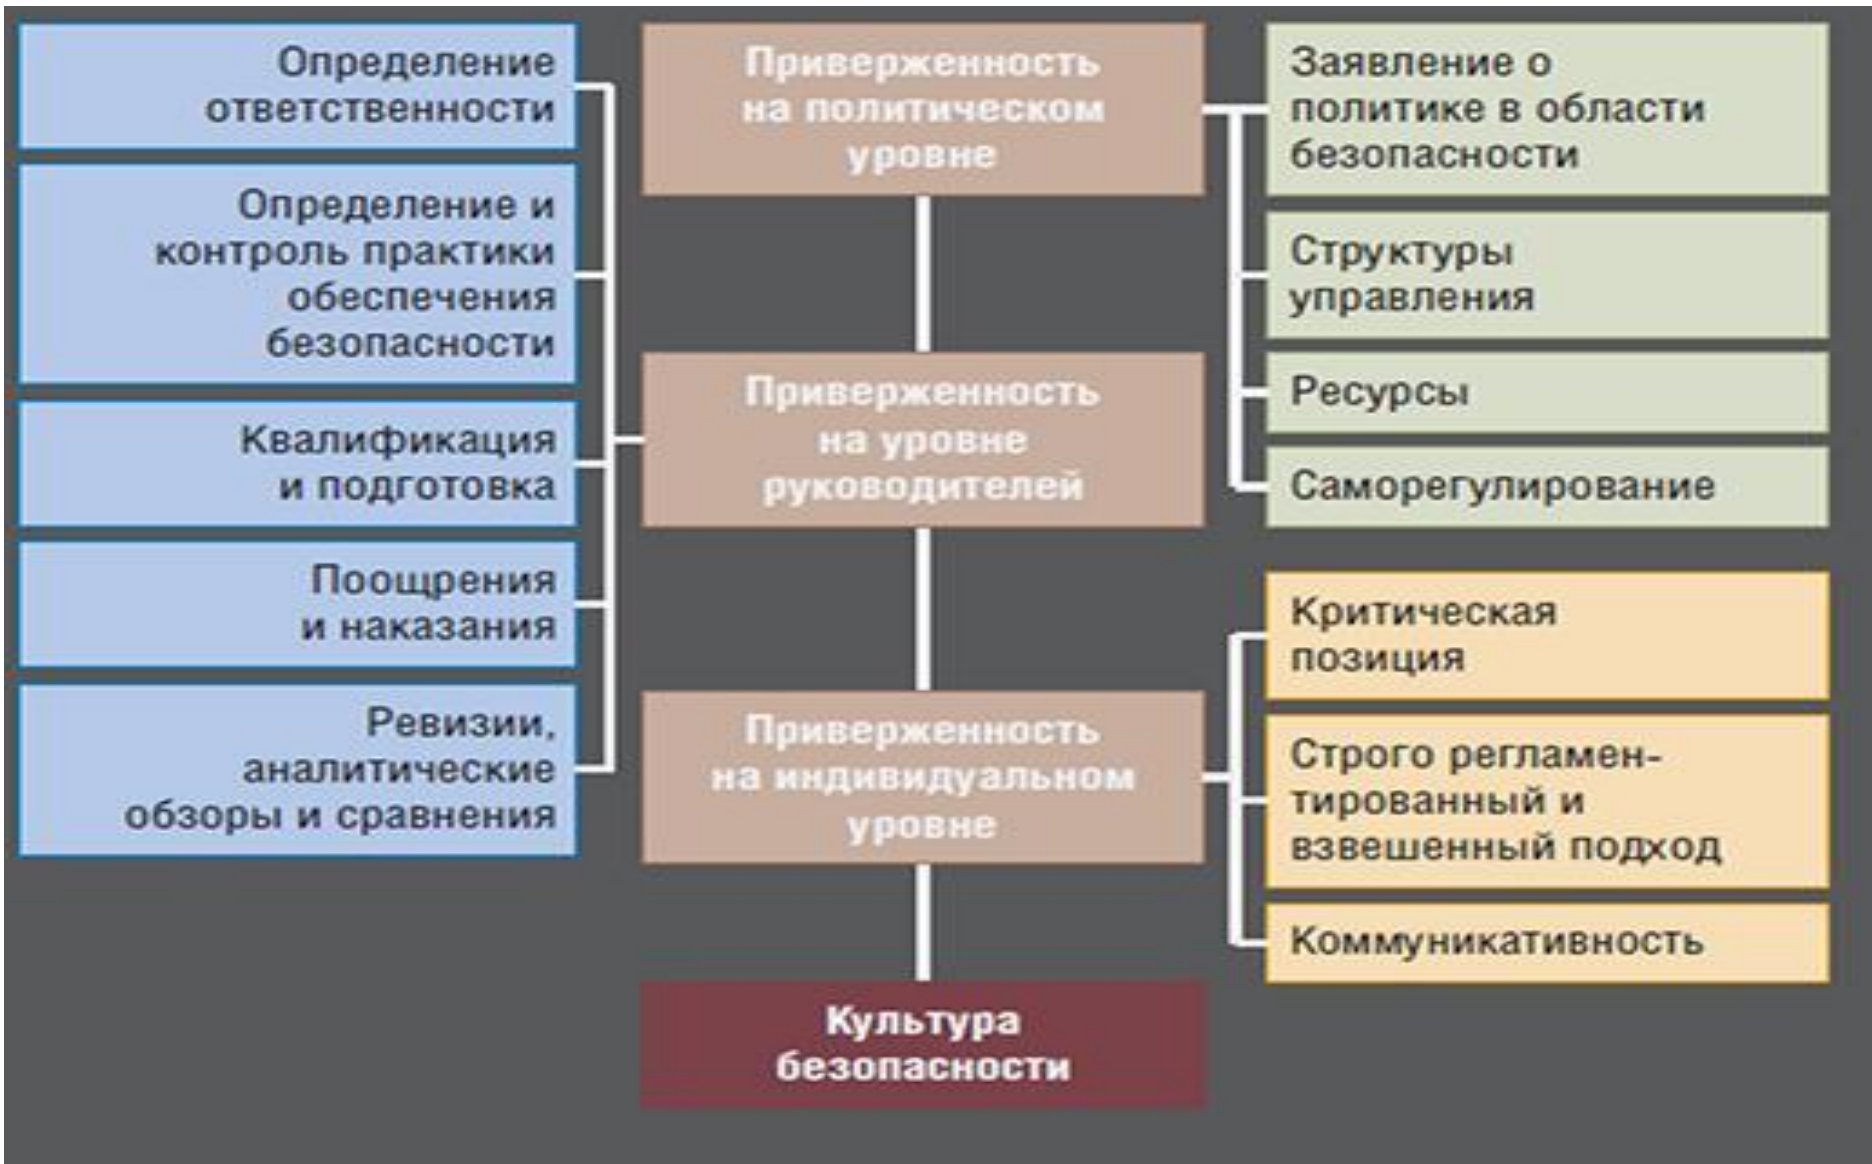 Определение
ответственности
Определение и
контроль практики
обеспечения
безопасности
Квалификация
и подготовка
Поощрения
и наказания
Ревизии,
аналитические
обзоры и сравнения
Приверженность
на политическом
уровне
Приверженность
на уровне
руководителей
Приверженность
на индивидуальном
уровне
Культура
безопасности
Заявление о
политике в области
безопасности
Структуры
управления
Ресурсы
Саморегулирование
Критическая
позиция
Строго регламен-
тированный и
взвешенный подход
Коммуникативность